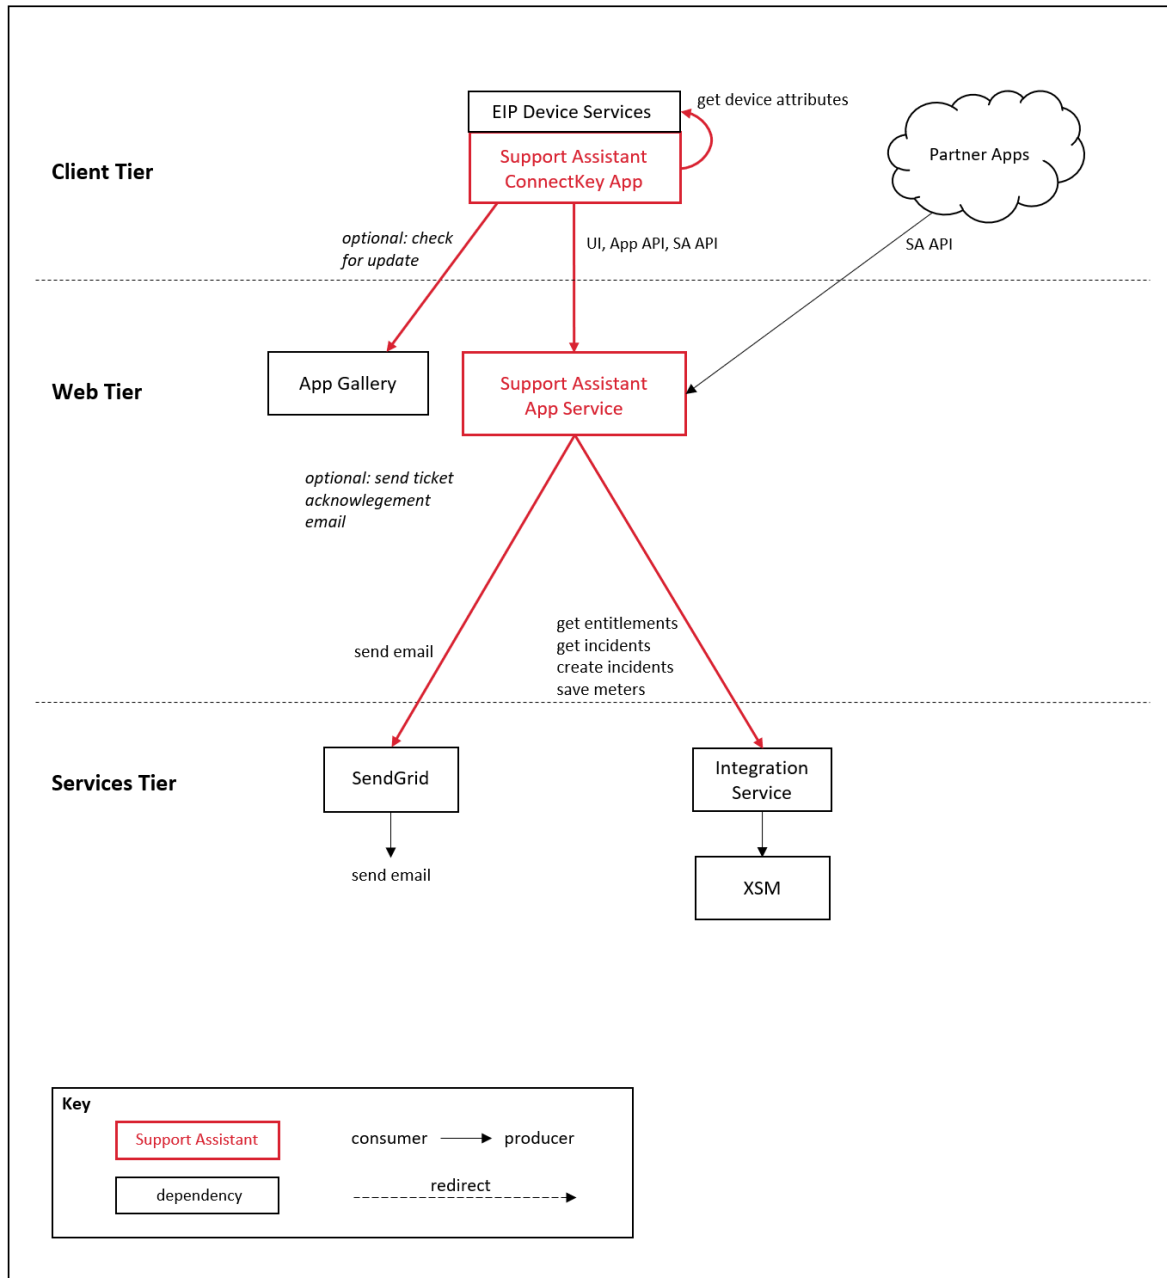 EIP Device Services
get device attributes
Support Assistant
ConnectKey App
Partner Apps
Client Tier
optional: check
for update
UI, App API, SA API
SA API
Web Tier
App Gallery
Support Assistant
App Service
optional: send ticket
acknowlegement
email
send email
get entitlements
get incidents
create incidents
save meters
Services Tier
SendGrid
Integration
Service
send email
XSM
Key
Support Assistant
consumer
producer
dependency
redirect